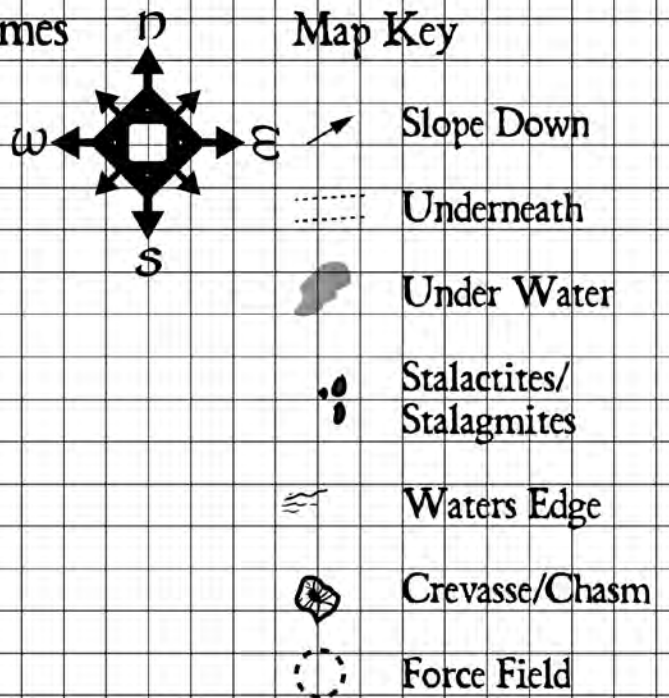 mes
Map Key
n
w
ε
s
Slope Down
Underneath
Under Water
Stalactites/
Stalagmites
Waters Edge
Crevasse/Chasm
Force Field